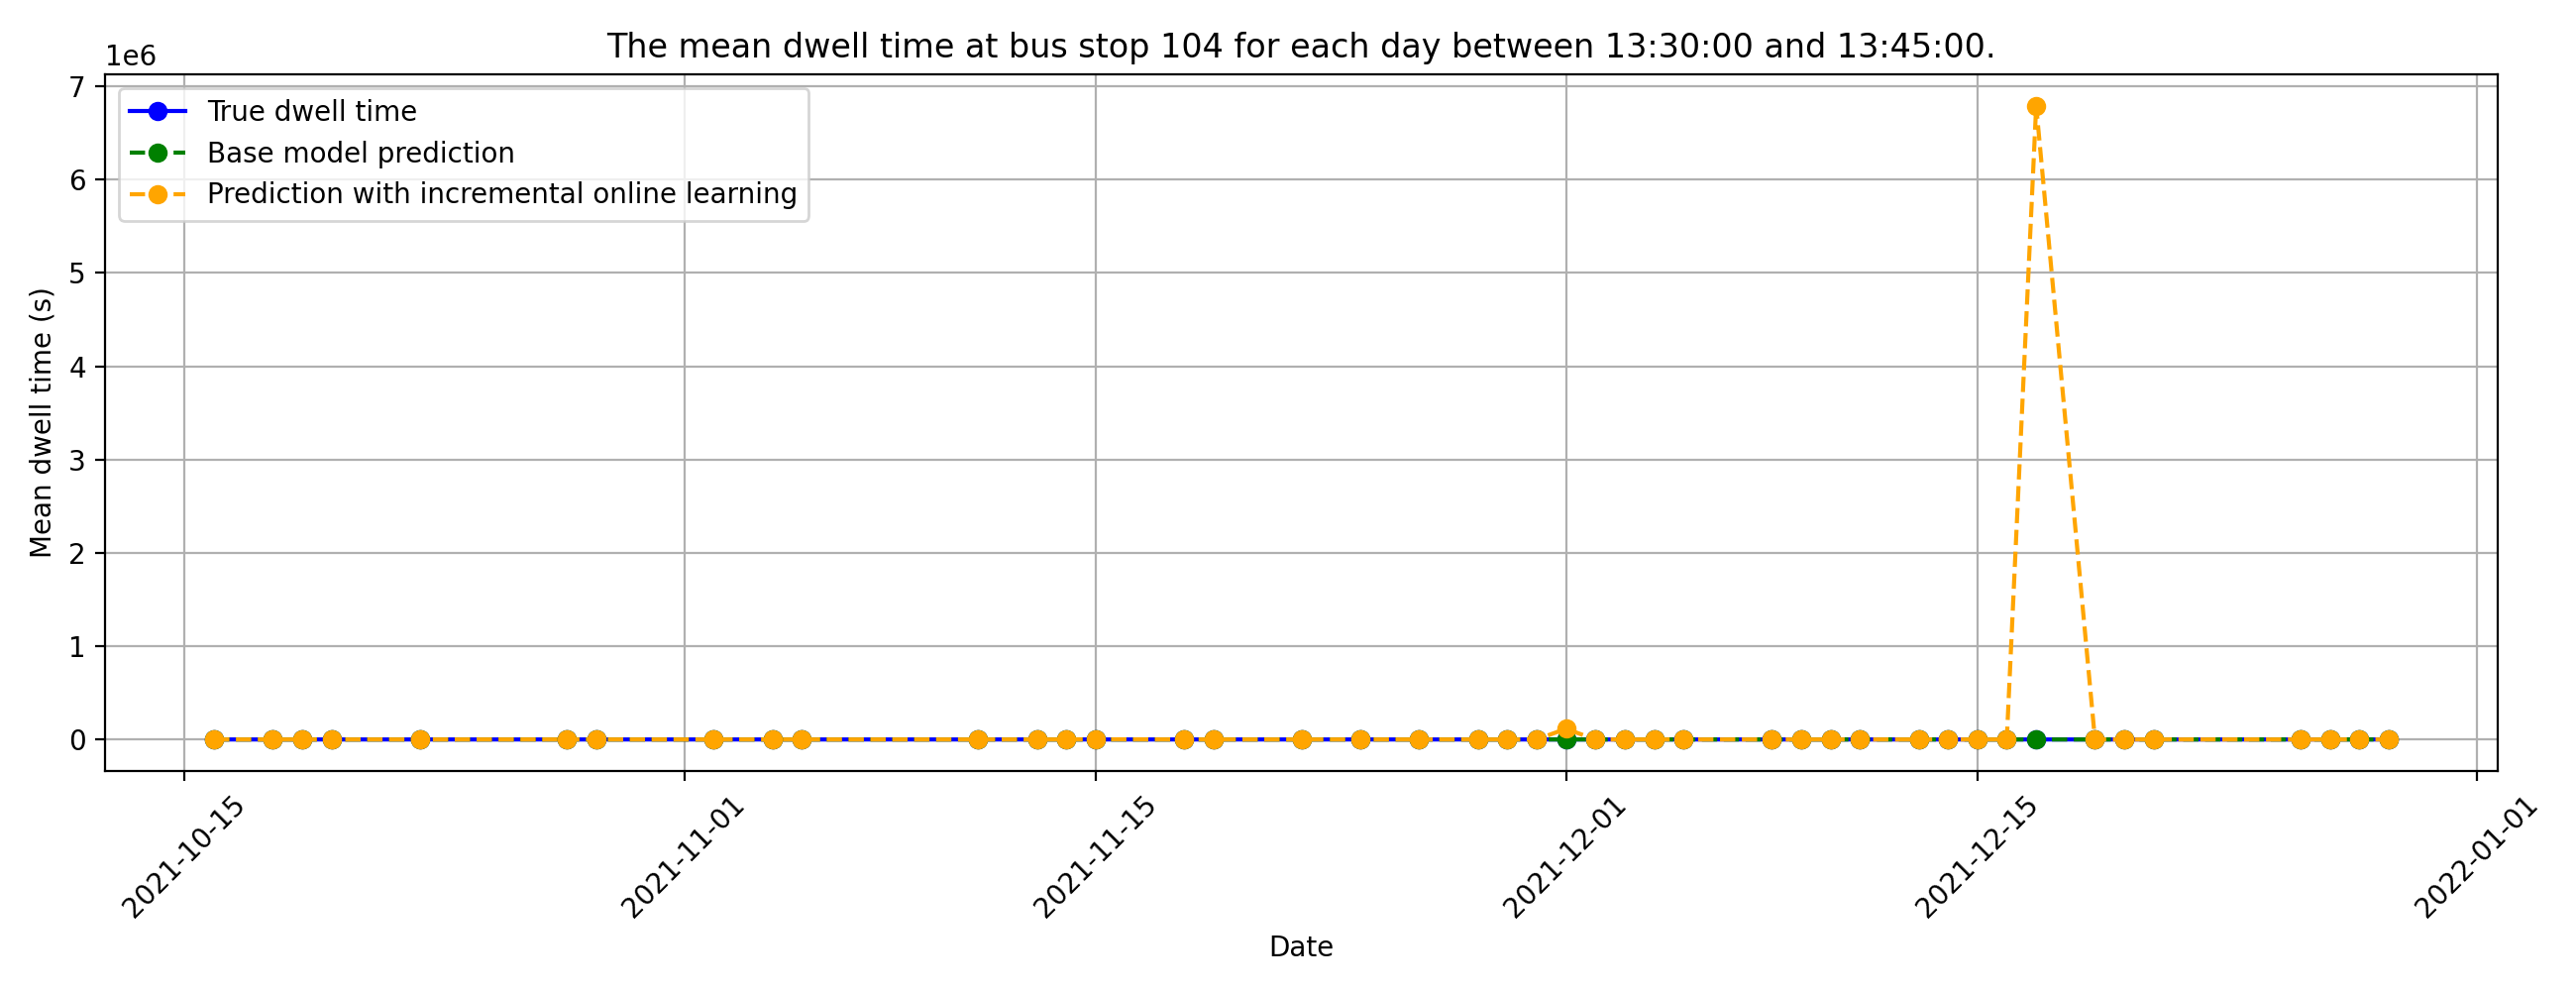 The mean dwell time at bus stop 104 for each day between 13:30:00 and 13:45:00.
1e6
7
6
5
4
3
2
1
0
Mean dwell time (s)
True dwell time
Base model prediction
Prediction with incremental online learning
2021-10-15
2021-11-01
2021-11-15
2021-12-01
2021-12-15
2022-01-01
Date